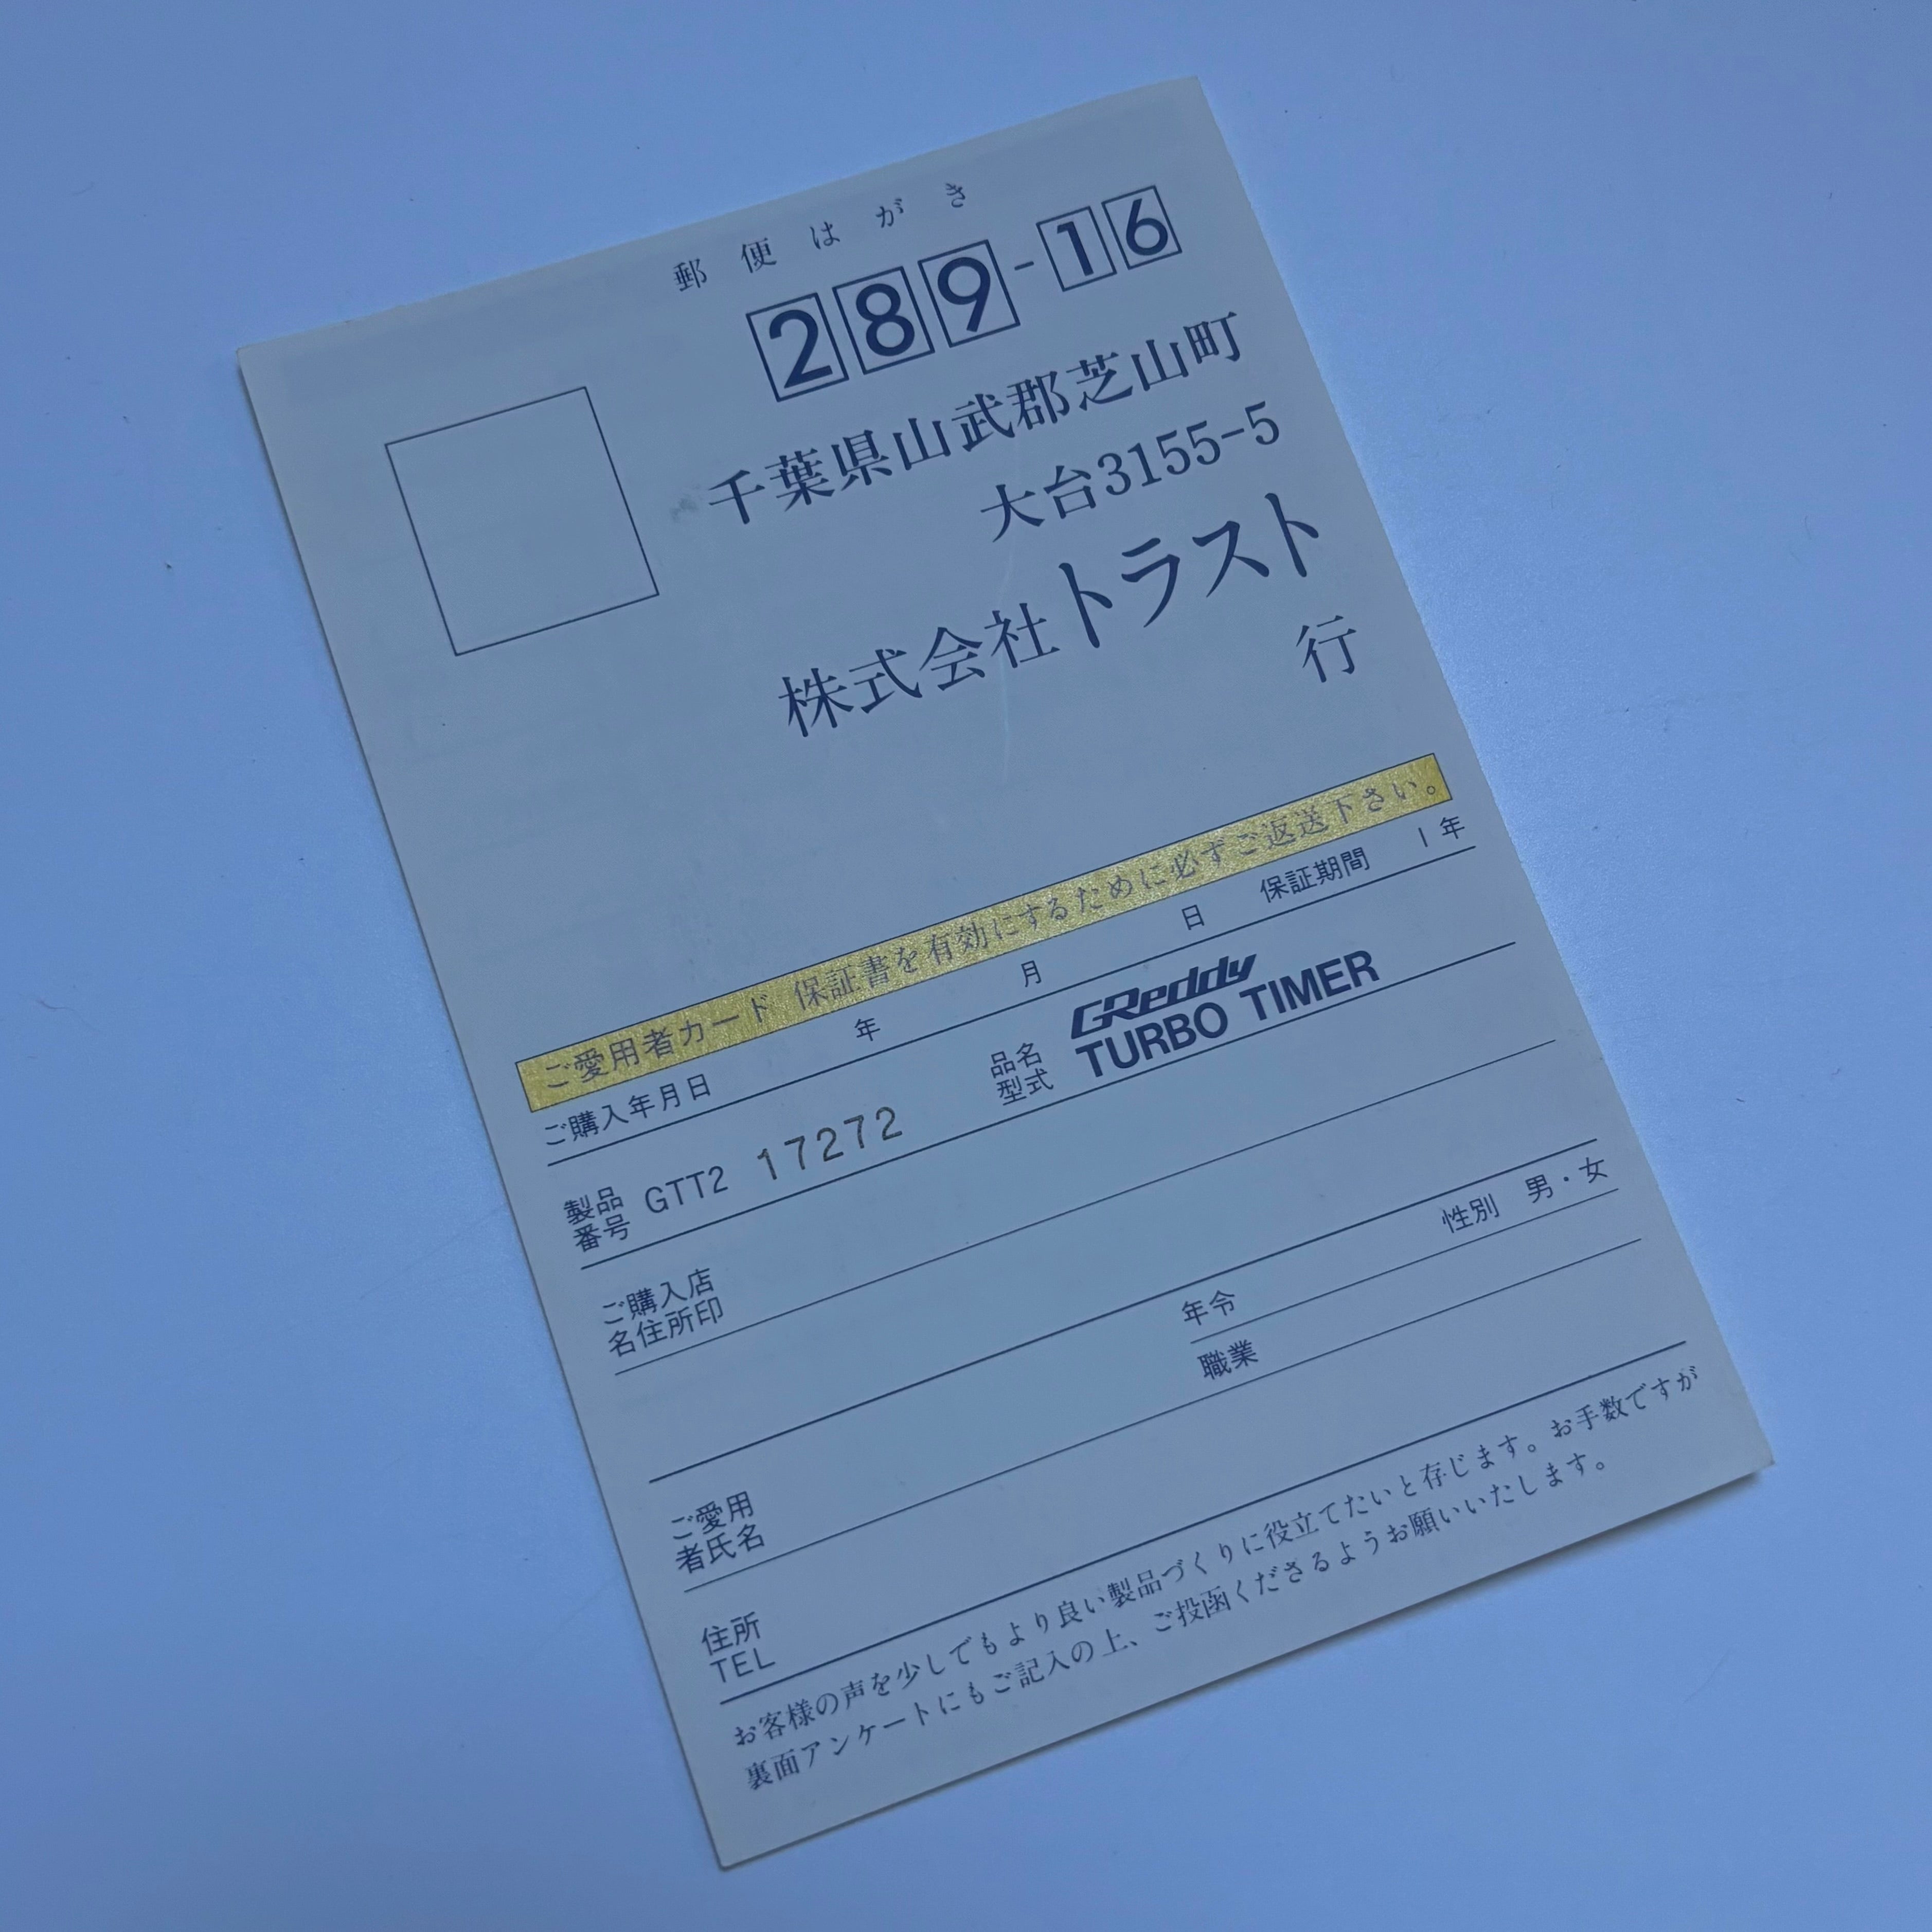 郵便はがき
289-16
千葉県山武郡芝山町
大台3155-5
株式会社トラスト
行
ご愛用者カード 保証書を有効にするために必ずご返送下さい。
ご購入年月日 年 月 日 保証期間 1年
製品番号 GTT2 17272 品名型式 GReddy TURBO TIMER
ご購入店
名住所印
ご愛用
者氏名
年令 性別 男・女
職業
住所
TEL
お客様の声を少しでもより良い製品づくりに役立てたいと存じます。お手数ですが
裏面アンケートにもご記入の上、ご投函くださるようお願いいたします。